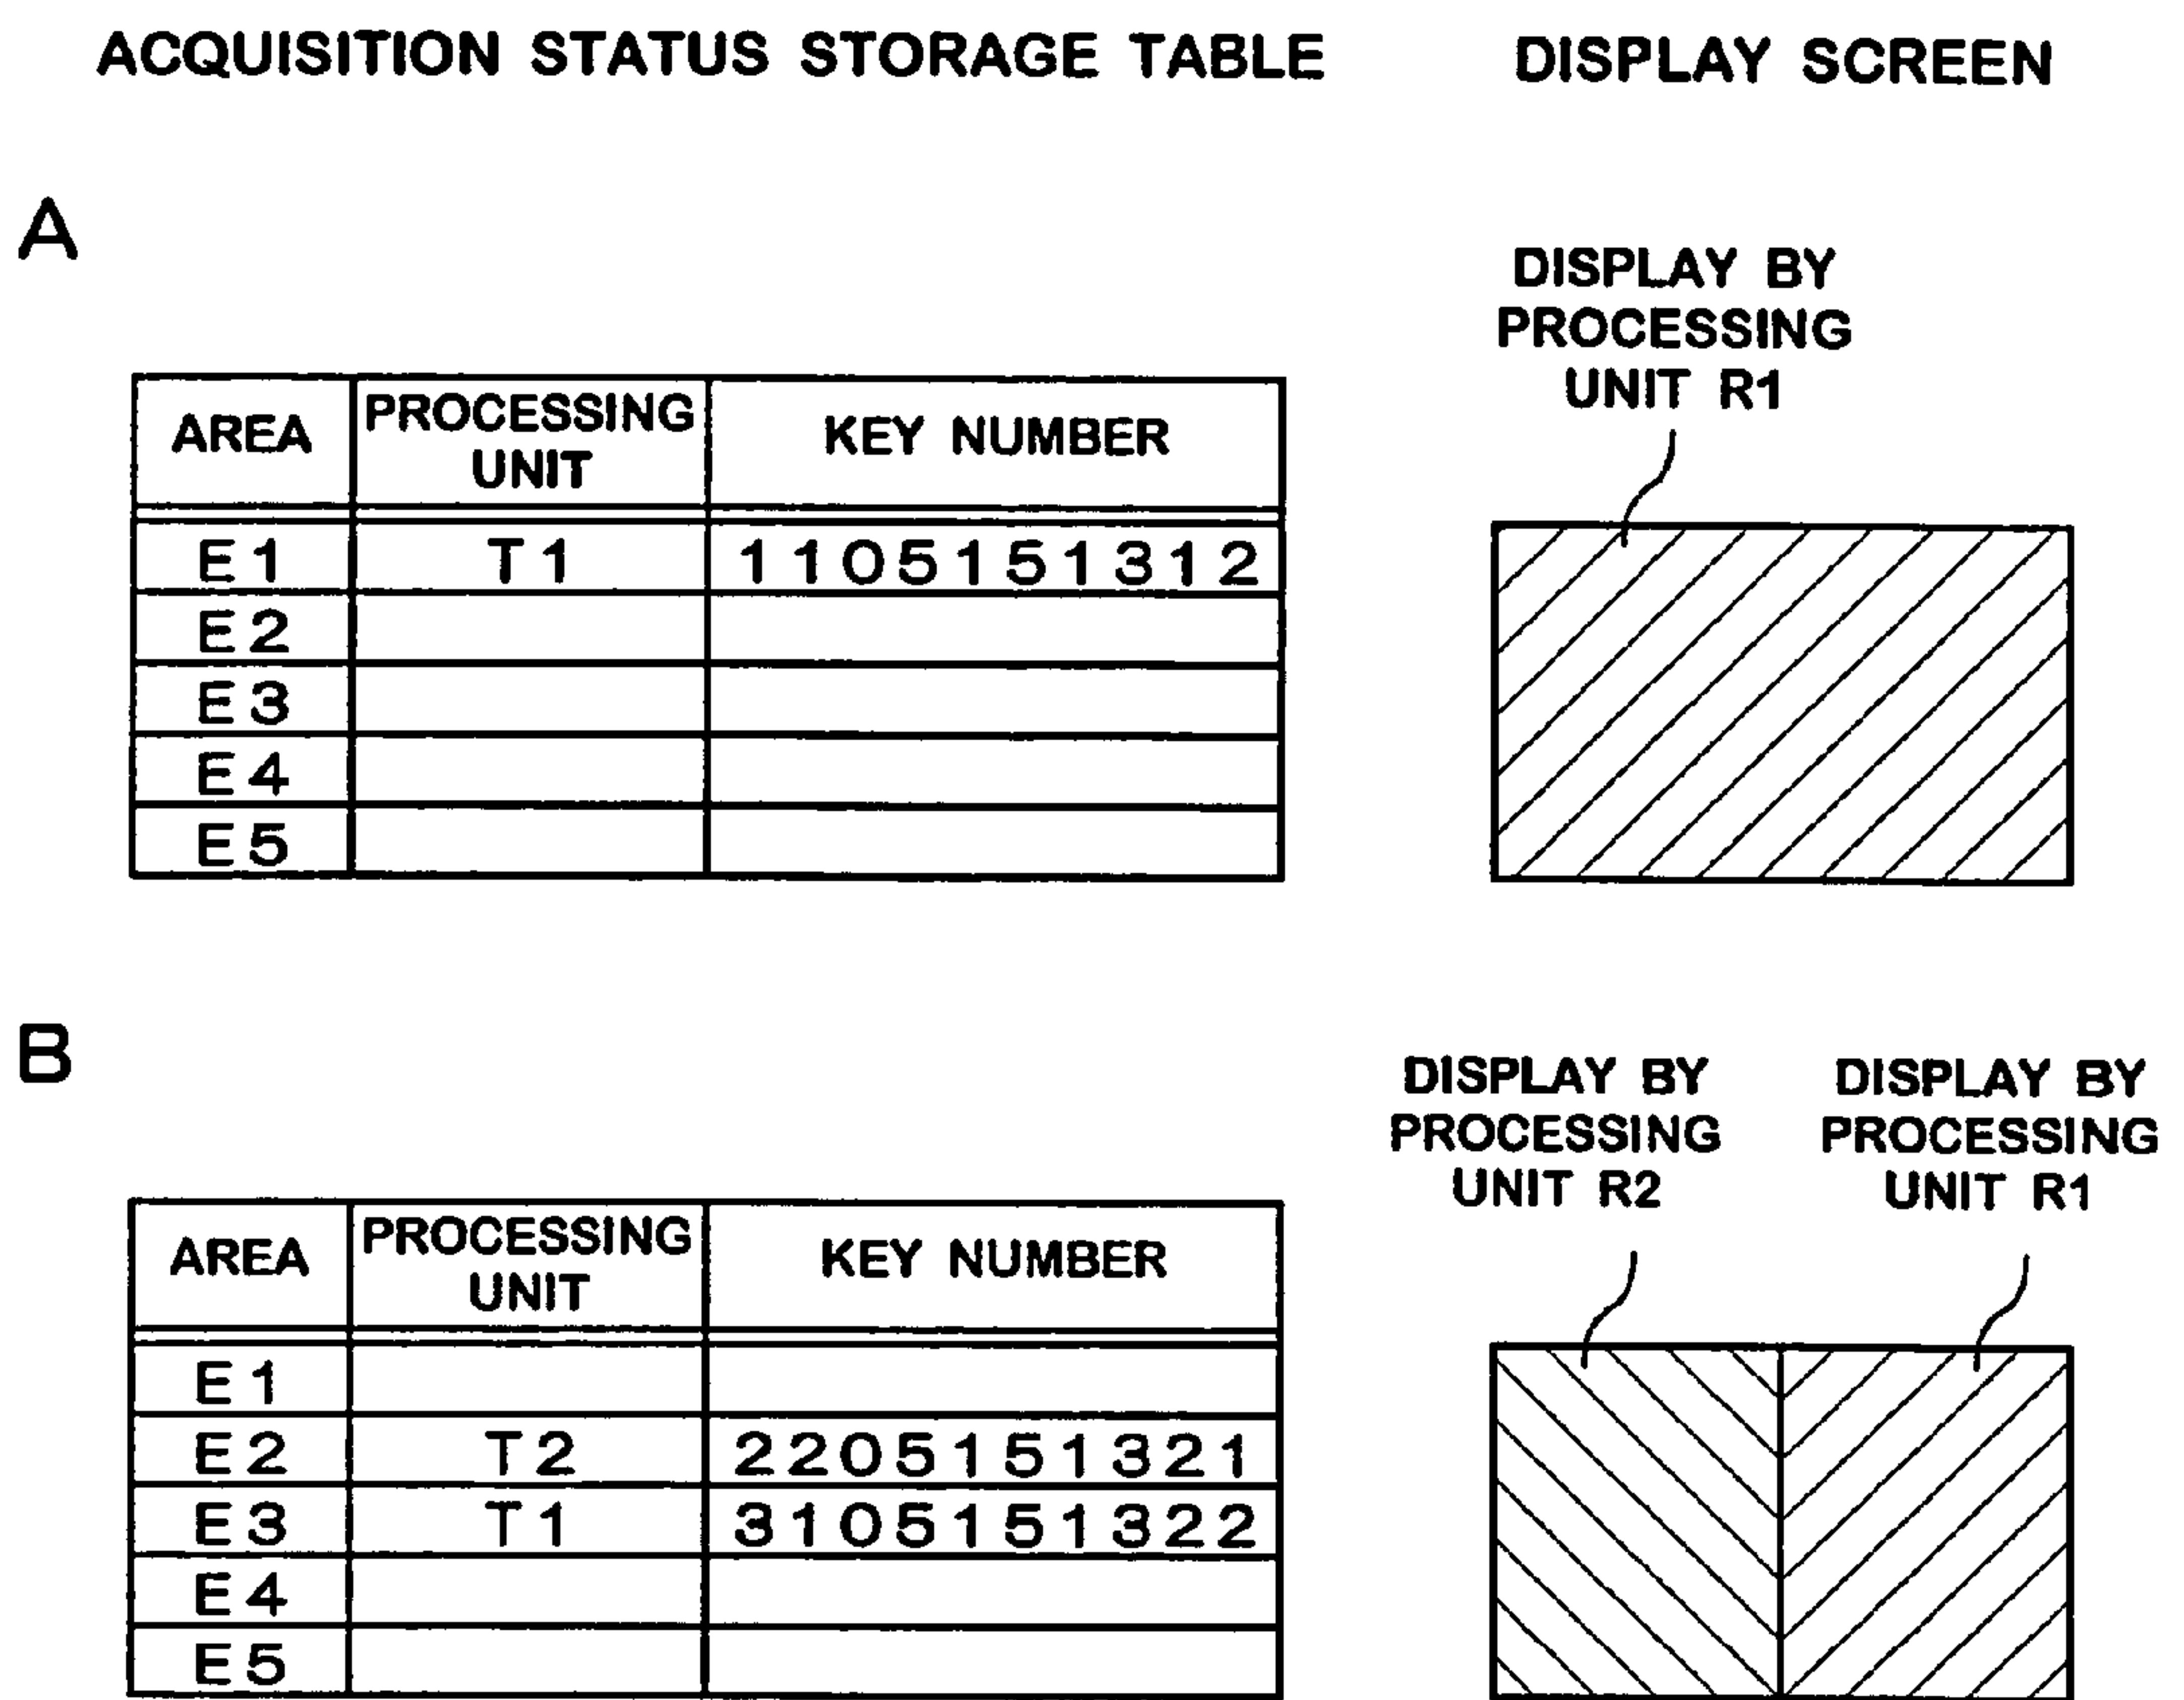 ACQUISITION STATUS STORAGE TABLE
DISPLAY SCREEN
A
DISPLAY BY
PROCESSING
UNIT R1
AREA PROCESSING UNIT KEY NUMBER
E1 T1 1105151312
E2
E3
E4
E5
B
DISPLAY BY
PROCESSING
UNIT R2
DISPLAY BY
PROCESSING
UNIT R1
AREA PROCESSING UNIT KEY NUMBER
E1
E2 T2 2205151321
E3 T1 3105151322
E4
E5